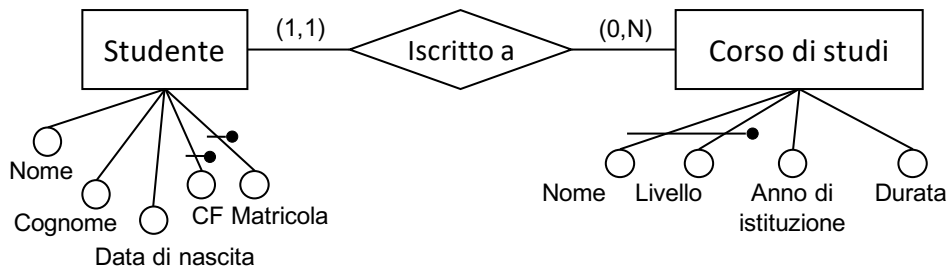 Studente
(1,1)
Iscritto a
(0,N)
Corso di studi
Nome
Cognome
Data di nascita
CF Matricola
Nome
Livello
Anno di
istituzione
Durata